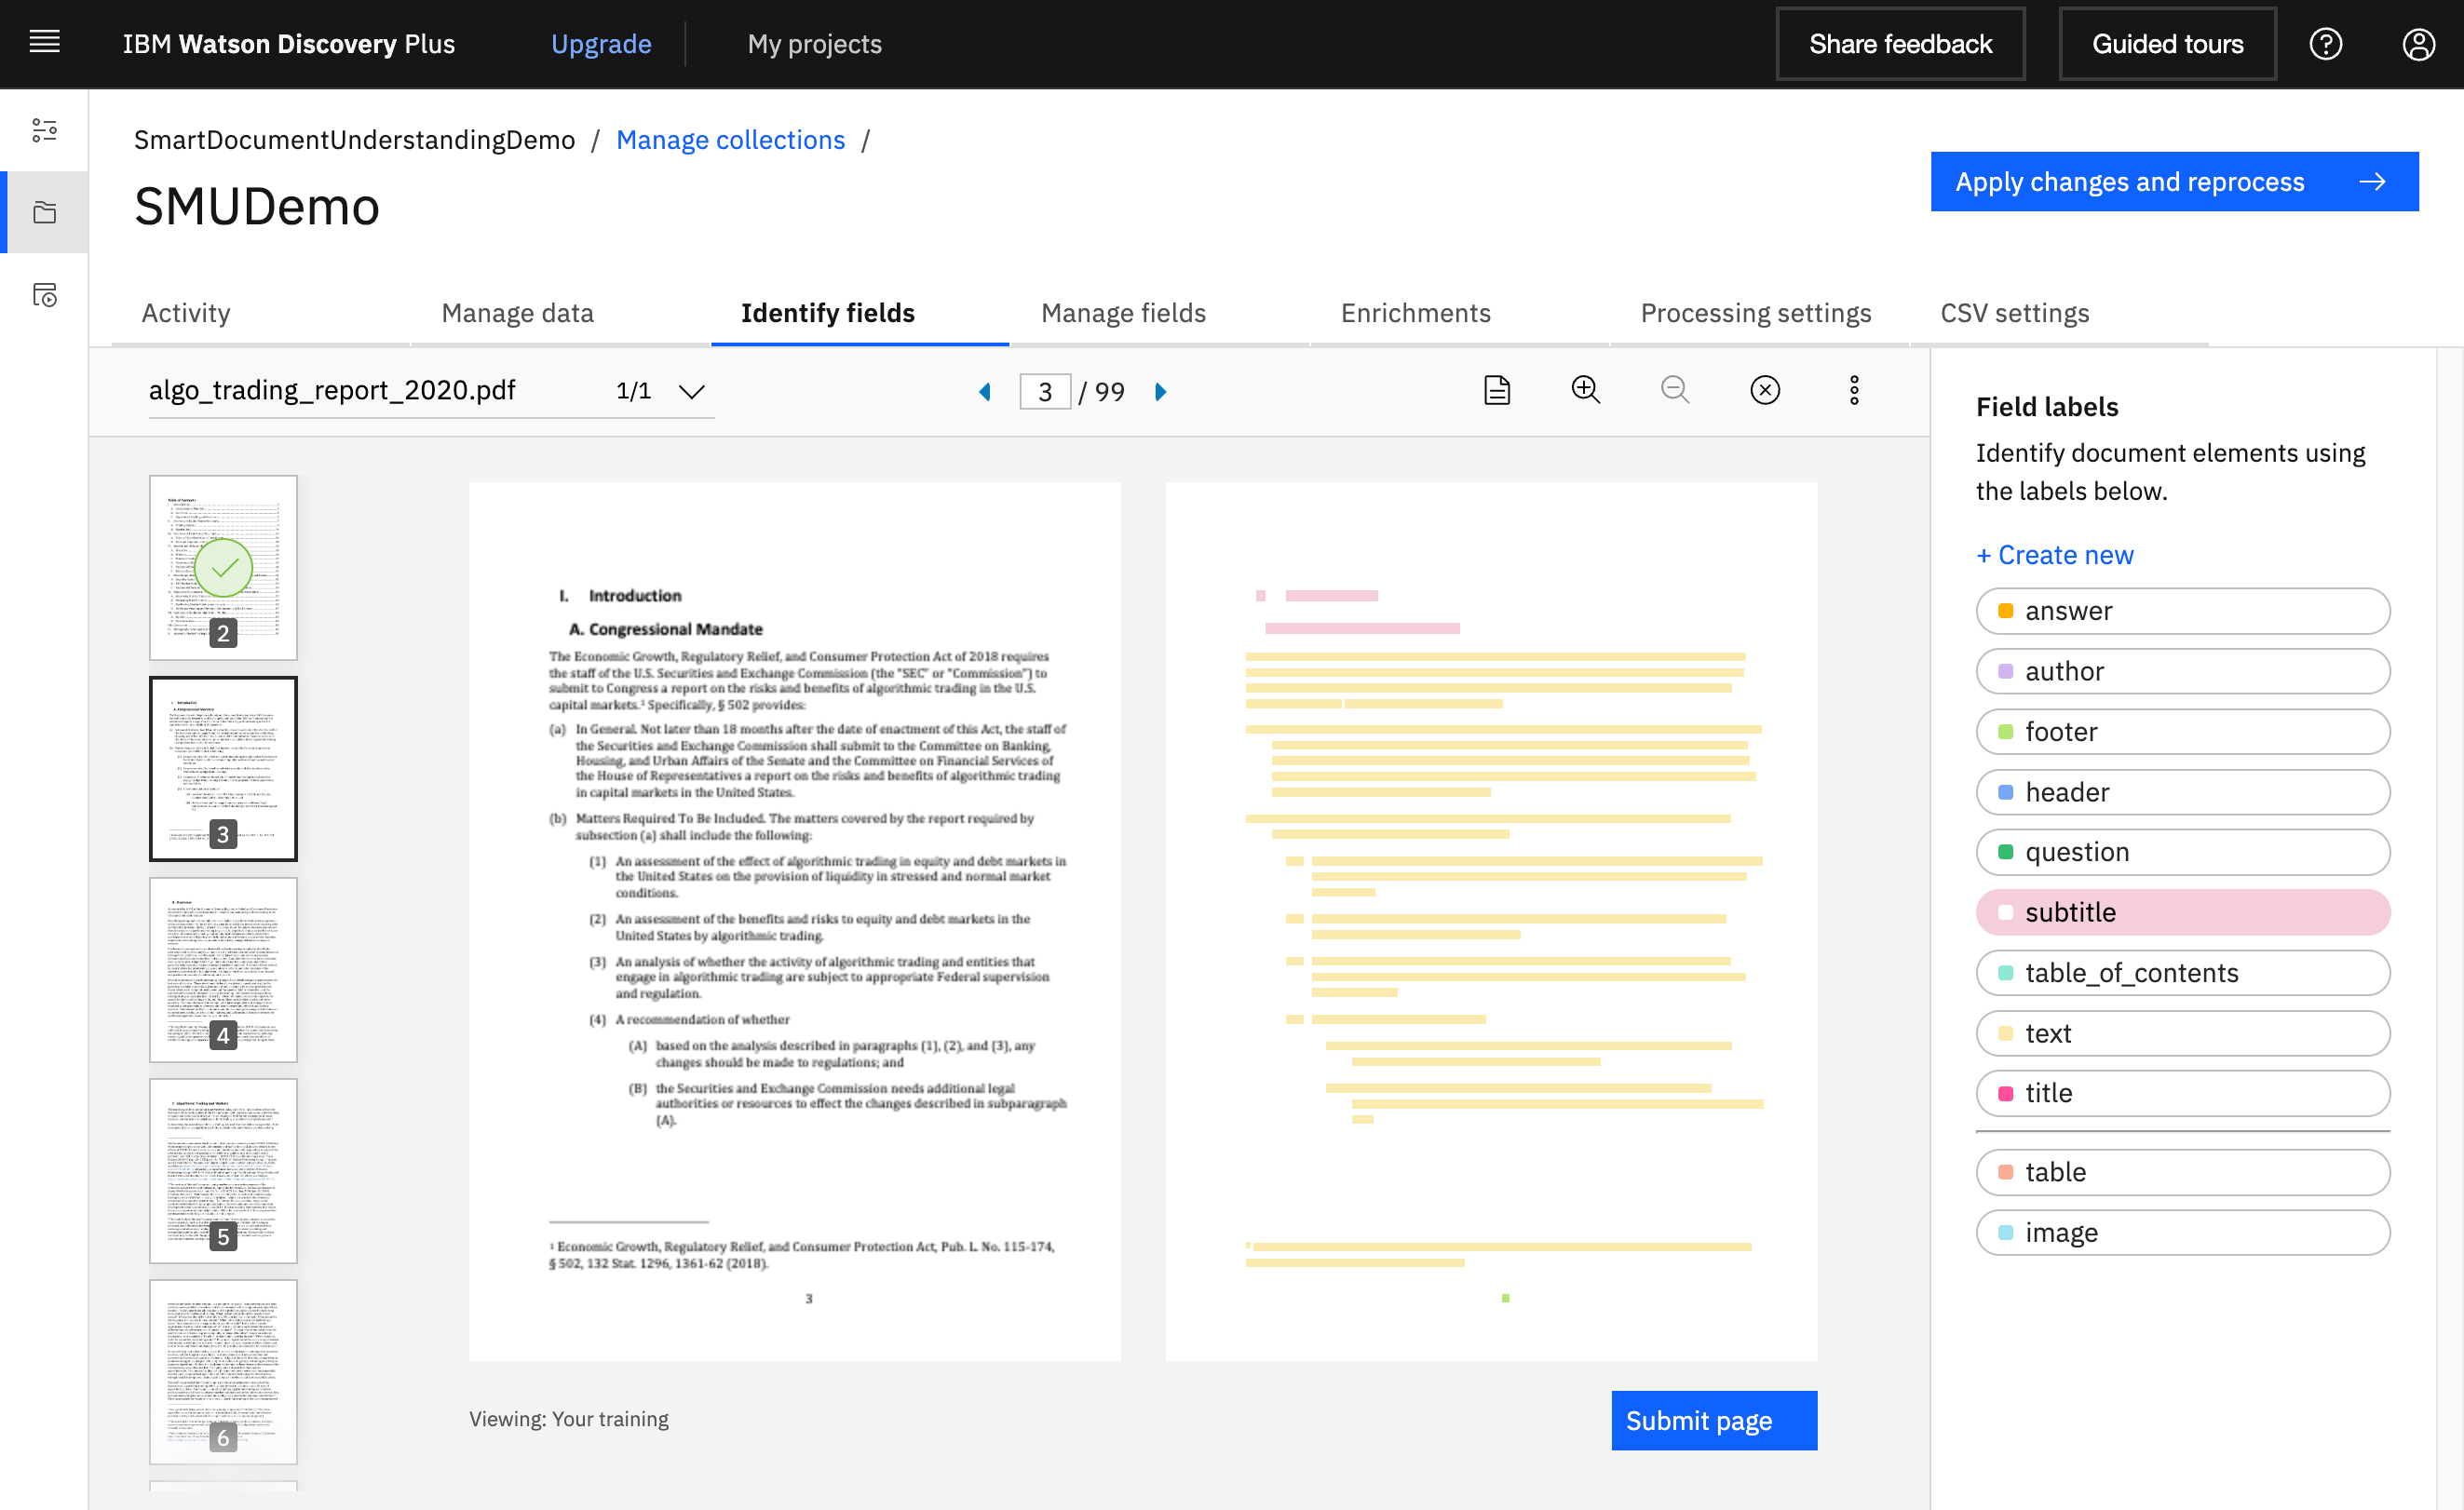 IBM Watson Discovery Plus
Upgrade
My projects
Share feedback
Guided tours
SmartDocumentUnderstandingDemo / Manage collections /
SMUDemo
Apply changes and reprocess
Activity
Manage data
Identify fields
Manage fields
Enrichments
Processing settings
CSV settings
algo_trading_report_2020.pdf
1/1
3 / 99
2
3
4
5
6
I. Introduction
A. Congressional Mandate
The Economic Growth, Regulatory Relief, and Consumer Protection Act of 2018 requires
the staff of the U.S. Securities and Exchange Commission (the "SEC" or "Commission") to
submit to Congress a report on the risks and benefits of algorithmic trading in the U.S.
capital markets.¹ Specifically, § 502 provides:
(a) In General. Not later than 18 months after the date of enactment of this Act, the staff of
the Securities and Exchange Commission shall submit to the Committee on Banking,
Housing, and Urban Affairs of the Senate and the Committee on Financial Services of
the House of Representatives a report on the risks and benefits of algorithmic trading
in capital markets in the United States.
(b) Matters Required To Be Included. The matters covered by the report required by
subsection (a) shall include the following:
(1) An assessment of the effect of algorithmic trading in equity and debt markets in
the United States on the provision of liquidity in stressed and normal market
conditions.
(2) An assessment of the benefits and risks to equity and debt markets in the
United States by algorithmic trading.
(3) An analysis of whether the activity of algorithmic trading and entities that
engage in algorithmic trading are subject to appropriate Federal supervision
and regulation.
(4) A recommendation of whether
(A) based on the analysis described in paragraphs (1), (2), and (3), any
changes should be made to regulations; and
(B) the Securities and Exchange Commission needs additional legal
authorities or resources to effect the changes described in subparagraph
(A).
¹ Economic Growth, Regulatory Relief, and Consumer Protection Act, Pub. L. No. 115-174,
§ 502, 132 Stat. 1296, 1361-62 (2018).
3
Viewing: Your training
Submit page
Field labels
Identify document elements using
the labels below.
+ Create new
answer
author
footer
header
question
subtitle
table_of_contents
text
title
table
image